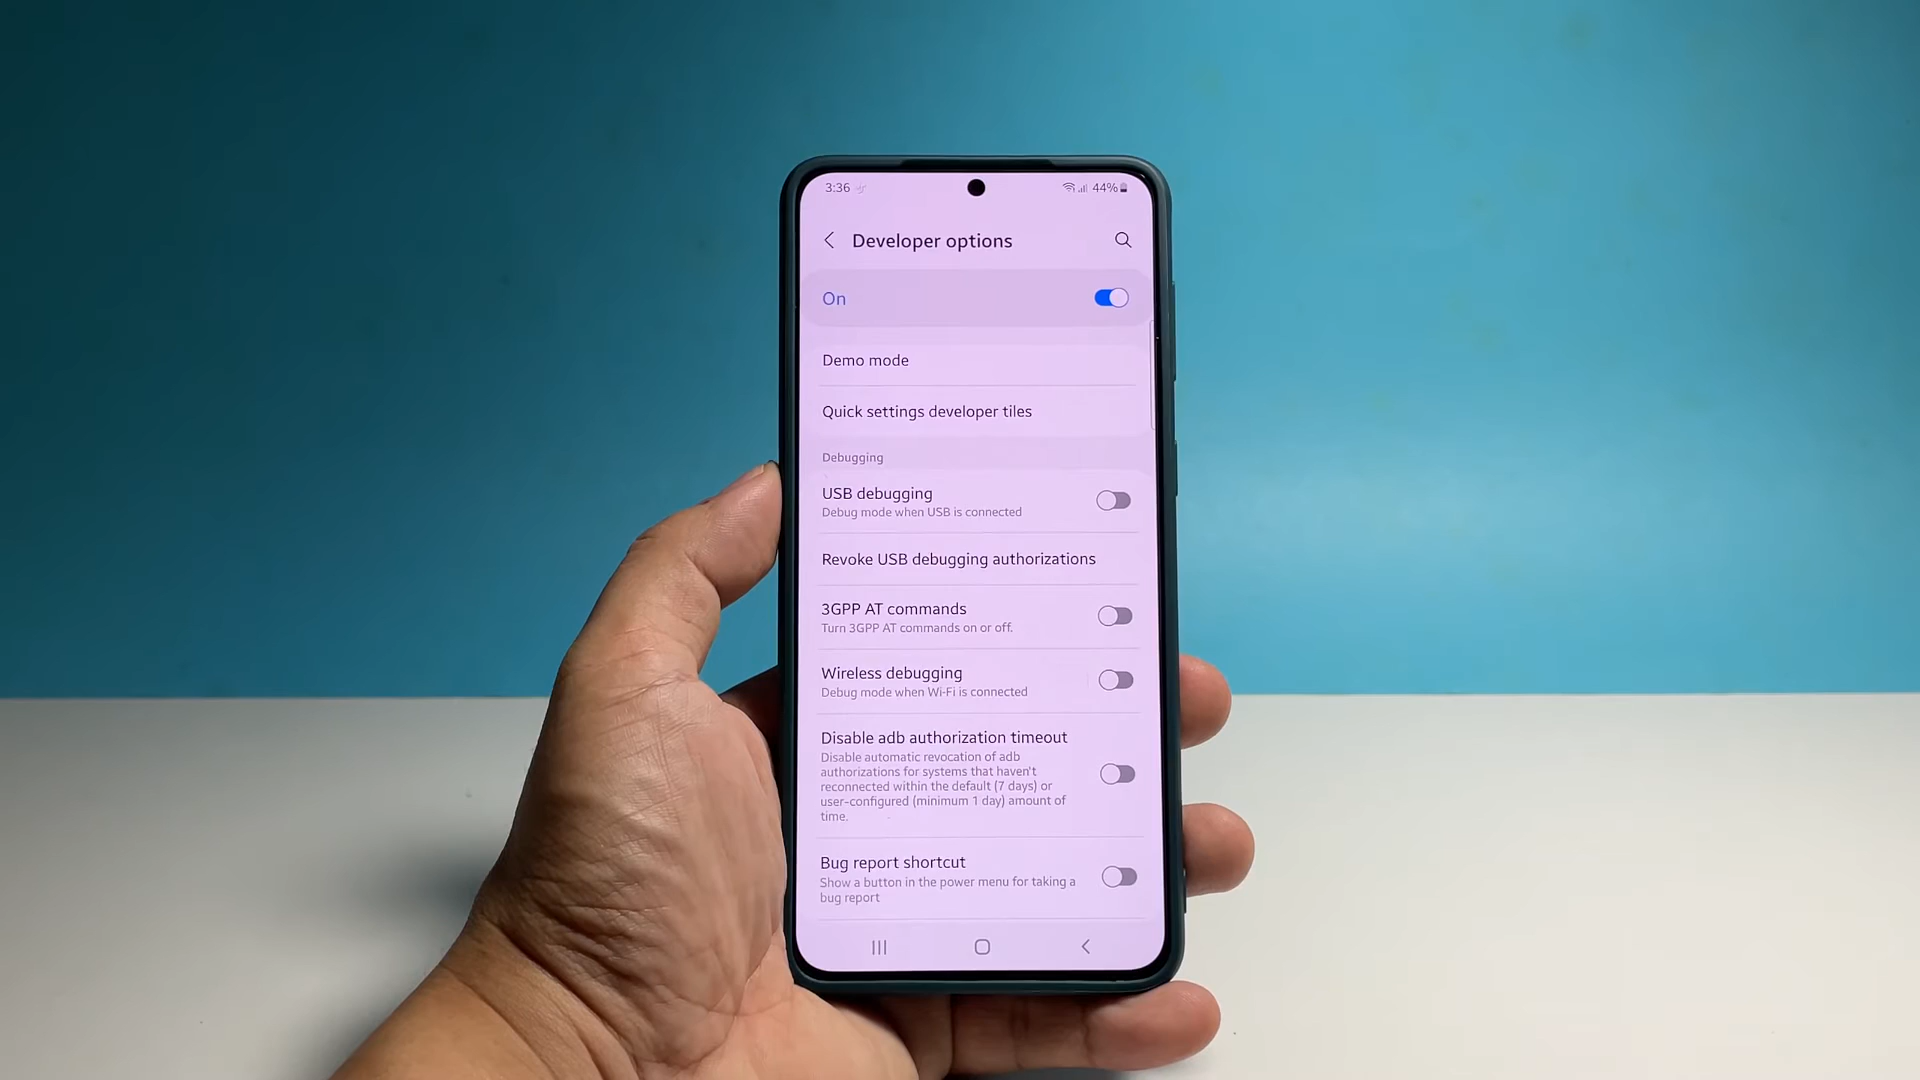 3:36
44%
Developer options
On
Demo mode
Quick settings developer tiles
Debugging
USB debugging
Debug mode when USB is connected
Revoke USB debugging authorizations
3GPP AT commands
Turn 3GPP AT commands on or off.
Wireless debugging
Debug mode when Wi-Fi is connected
Disable adb authorization timeout
Disable automatic revocation of adb
authorizations for systems that haven't
reconnected within the default (7 days) or
user-configured (minimum 1 day) amount of
time.
Bug report shortcut
Show a button in the power menu for taking a
bug report